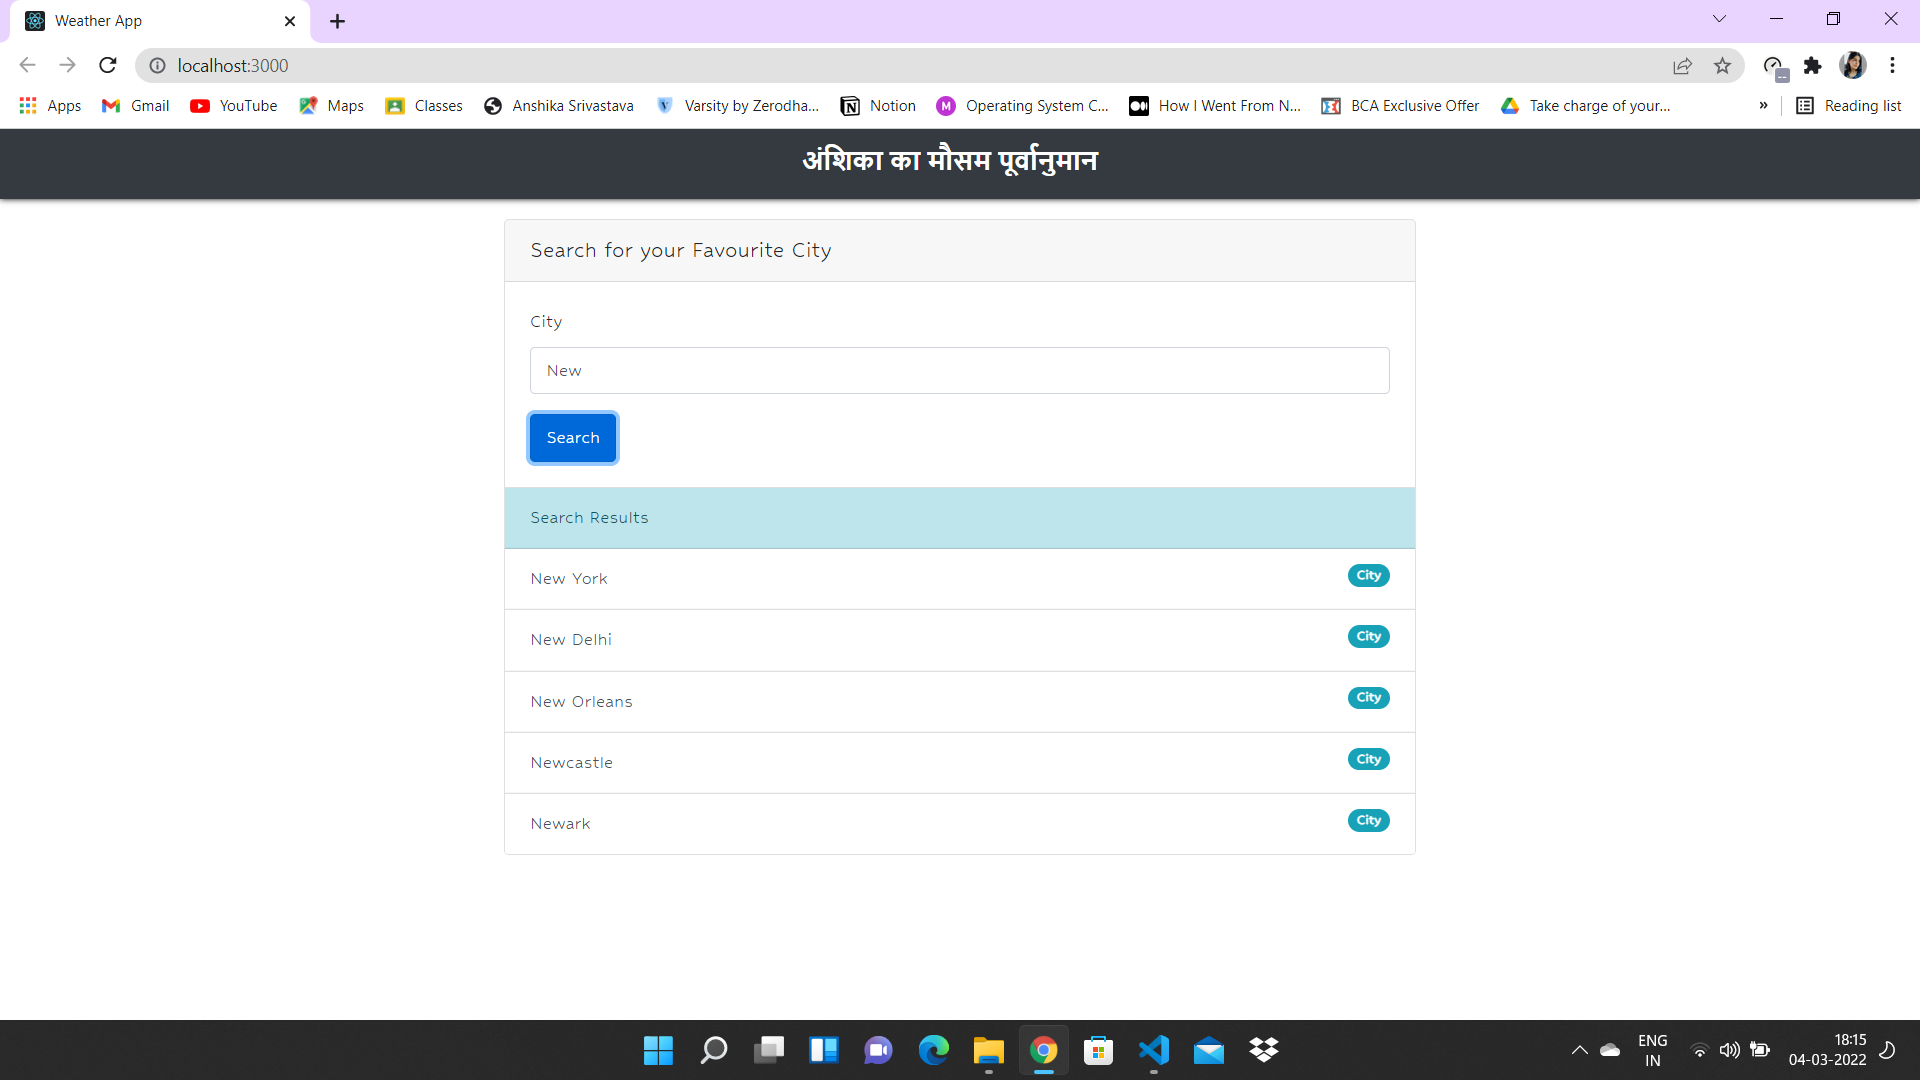 Weather App
localhost:3000
Apps Gmail YouTube Maps Classes Anshika Srivastava Varsity by Zerodha... Notion Operating System C... How I Went From N... BCA Exclusive Offer Take charge of your... » Reading list
अंशिका का मौसम पूर्वानुमान
Search for your Favourite City
City
New
Search
Search Results
New York City
New Delhi City
New Orleans City
Newcastle City
Newark City
ENG
IN
18:15
04-03-2022